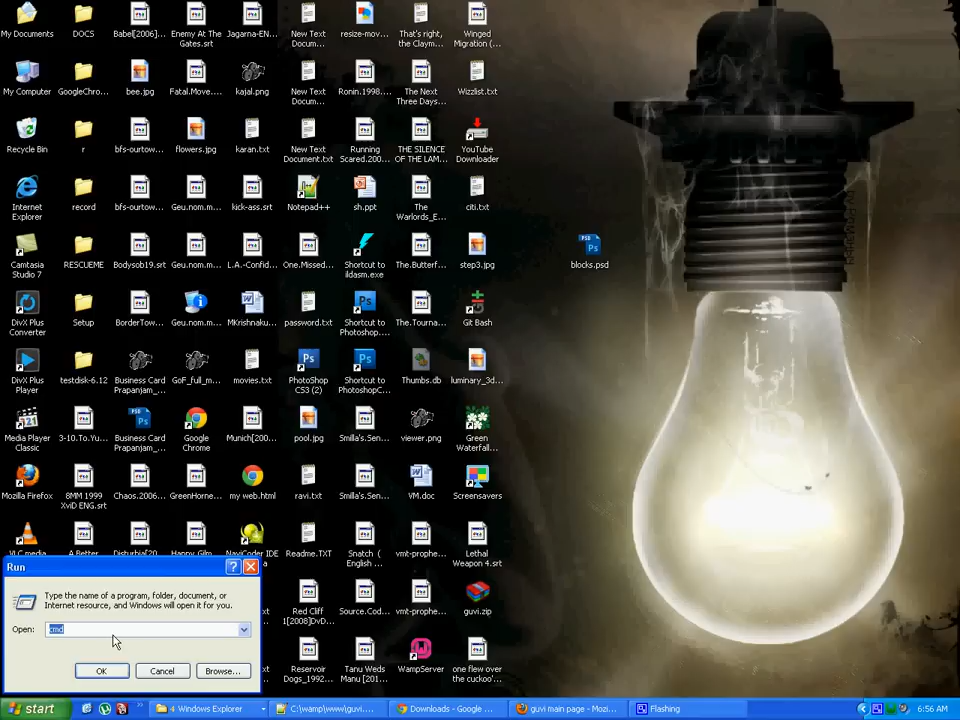 My Documents
DOCS
Babel[2006]...
Enemy At The
Gates.srt
Jagarna-EN...
New Text
Docum...
resize-mov...
That's right,
the Claym...
Winged
Migration (...
My Computer
GoogleChro...
bee.jpg
Fatal.Move....
kajal.png
New Text
Docum...
Ronin.1998....
The Next
Three Days...
Wizzlist.txt
Recycle Bin
r
bfs-ourtow...
flowers.jpg
karan.txt
New Text
Document.txt
Running
Scared.200...
THE SILENCE
OF THE LAM...
YouTube
Downloader
Internet
Explorer
record
bfs-ourtow...
Geu.nom.m...
kick-ass.srt
Notepad++
sh.ppt
The
Warlords_E...
citi.txt
Camtasia
Studio 7
RESCUEME
Bodysob19.srt
Geu.nom.m...
L.A.-Confid...
One.Missed...
Shortcut to
ildasm.exe
The.Butterf...
step3.jpg
PSD
blocks.psd
DivX Plus
Converter
Setup
BorderTow...
Geu.nom.m...
MKrishnaku...
password.txt
Shortcut to
Photoshop....
The.Tourna...
Git Bash
DivX Plus
Player
testdisk-6.12
Business Card
Prapanjam_...
GoF_full_m...
movies.txt
PhotoShop
CS3 (2)
Shortcut to
PhotoshopC...
Thumbs.db
luminary_3d...
Media Player
Classic
3-10.To.Yu...
Business Card
Prapanjam_...
Google
Chrome
Munich[200...
pool.jpg
Smilla's.Sen...
viewer.png
Green
Waterfall...
Mozilla Firefox
8MM 1999
XviD ENG.srt
Chaos.2006...
GreenHorne...
my web.html
ravi.txt
Smilla's.Sen...
VM.doc
Screensavers
VLC media
A Better
Disturbia[20
Happy_Gilm
NaviCoder IDE
Readme.TXT
Snatch (
English ...
vmt-prophe...
Lethal
Weapon 4.srt
Red Cliff
1[2008]DvD...
Source.Cod...
vmt-prophe...
guvi.zip
Reservoir
Dogs_1992...
Tanu Weds
Manu [201...
WampServer
one flew over
the cuckoo'...
Run
Type the name of a program, folder, document, or
Internet resource, and Windows will open it for you.
Open: cmd
OK Cancel Browse...
start
4 Windows Explorer
C:\wamp\www\guvi....
Downloads - Google ...
guvi main page - Mozi...
Flashing
6:56 AM